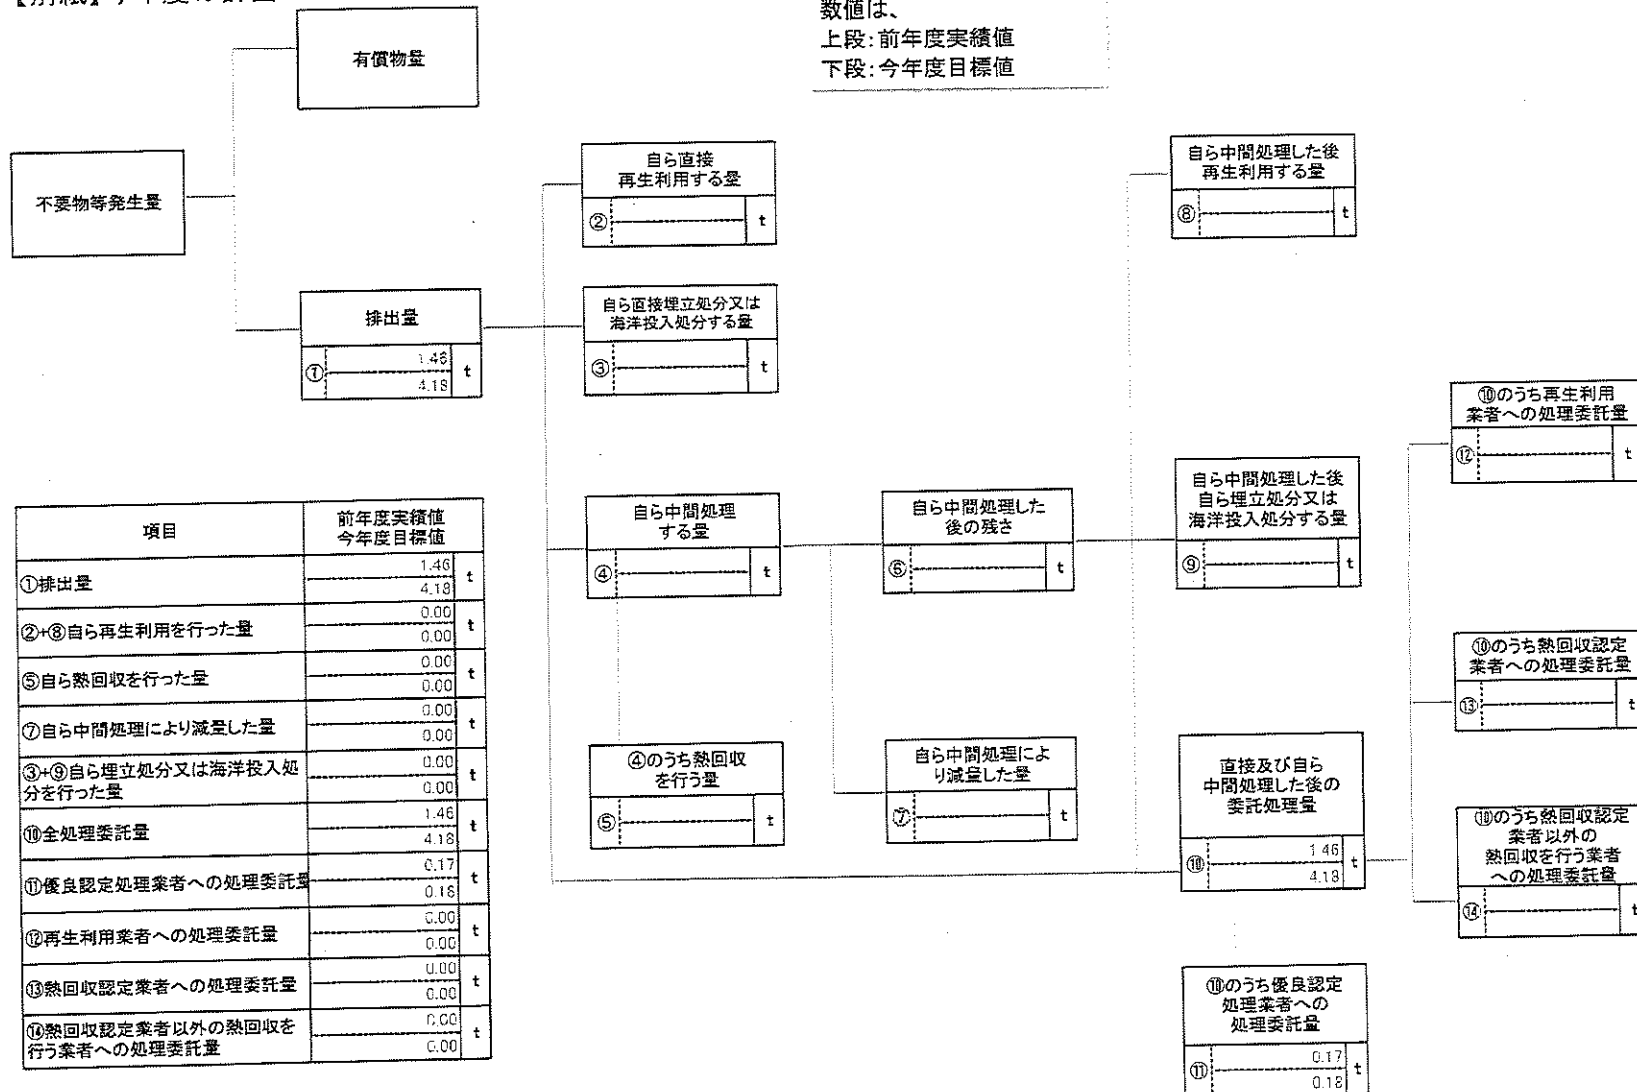 数値は、
上段:前年度実績値
下段:今年度目標値
有償物量
不要物等発生量
排出量
①
1.46
4.18
t
自ら直接
再生利用する量
②
t
自ら直接埋立処分又は
海洋投入処分する量
③
t
自ら中間処理
する量
④
t
④のうち熱回収
を行う量
⑤
t
自ら中間処理した
後の残さ
⑥
t
自ら中間処理によ
り減量した量
⑦
t
自ら中間処理した後
再生利用する量
⑧
t
自ら中間処理した後
自ら埋立処分又は
海洋投入処分する量
⑨
t
直接及び自ら
中間処理した後の
委託処理量
⑩
1.46
4.18
t
⑩のうち優良認定
処理業者への
処理委託量
⑪
0.17
0.18
t
⑩のうち再生利用
業者への処理委託量
⑫
t
⑩のうち熱回収認定
業者への処理委託量
⑬
t
⑩のうち熱回収認定
業者以外の
熱回収を行う業者
への処理委託量
⑭
t
項目
前年度実績値
今年度目標値
①排出量
1.46
4.18
t
②+⑧自ら再生利用を行った量
0.00
0.00
t
⑤自ら熱回収を行った量
0.00
0.00
t
⑦自ら中間処理により減量した量
0.00
0.00
t
③+⑨自ら埋立処分又は海洋投入処
分を行った量
0.00
0.00
t
⑩全処理委託量
1.46
4.18
t
⑪優良認定処理業者への処理委託量
0.17
0.18
t
⑫再生利用業者への処理委託量
0.00
0.00
t
⑬熱回収認定業者への処理委託量
0.00
0.00
t
⑭熱回収認定業者以外の熱回収を
行う業者への処理委託量
0.00
0.00
t